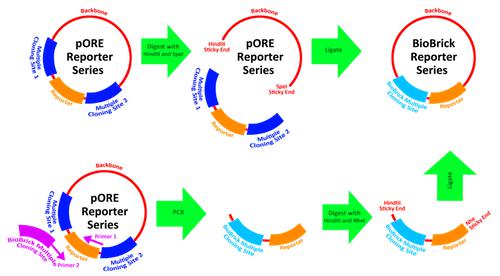 Backbone
pORE
Reporter
Series
Multiple
Cloning Site 1
Reporter
Multiple
Cloning Site 2
Digest with
HindIII and SpeI
Backbone
HindIII
Sticky End
pORE
Reporter
Series
SpeI
Sticky End
Multiple
Cloning Site 1
Reporter
Multiple
Cloning Site 2
Ligate
Backbone
BioBrick
Reporter
Series
BioBrick Multiple
Cloning Site
Reporter
Backbone
pORE
Reporter
Series
Multiple
Cloning Site 1
Primer 1
Reporter
Multiple
Cloning Site 2
BioBrick Multiple
Cloning Site
Primer 2
PCR
BioBrick Multiple
Cloning Site
Reporter
Digest with
HindIII and NheI
HindIII
Sticky End
BioBrick Multiple
Cloning Site
Reporter
Nhe
Sticky End
Ligate